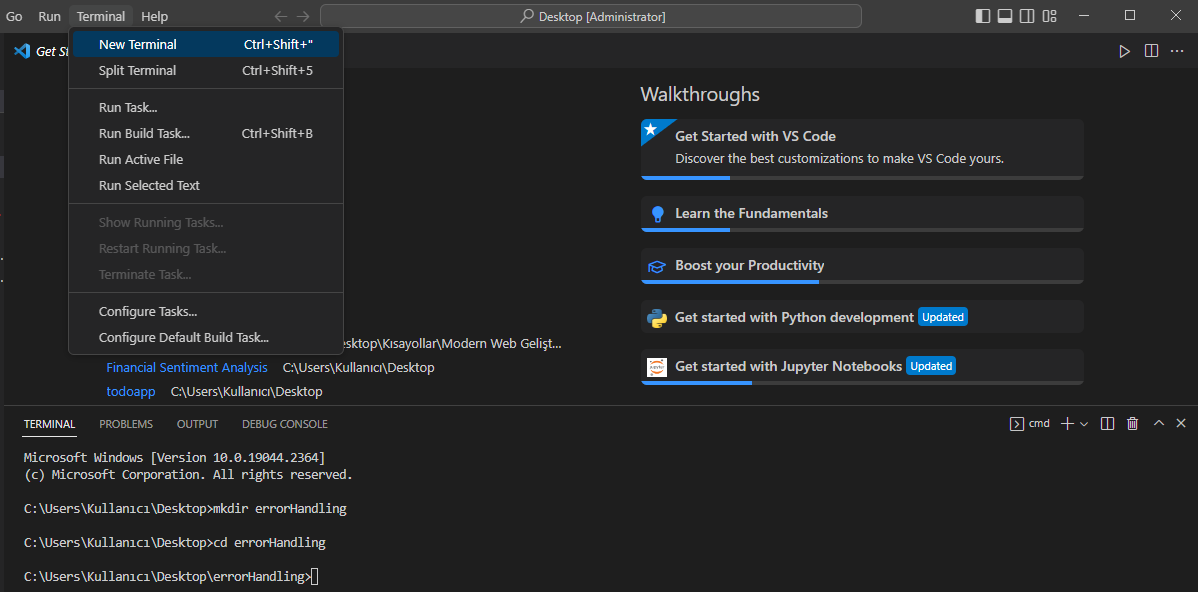 Go Run Terminal Help Desktop [Administrator]
Get St
New Terminal Ctrl+Shift+"
Split Terminal Ctrl+Shift+5
Run Task...
Run Build Task... Ctrl+Shift+B
Run Active File
Run Selected Text
Show Running Tasks...
Restart Running Task...
Terminate Task...
Configure Tasks...
Configure Default Build Task...
esktop\Kısayollar\Modern Web Gelişt...
Financial Sentiment Analysis C:\Users\Kullanıcı\Desktop
todoapp C:\Users\Kullanıcı\Desktop
Walkthroughs
Get Started with VS Code
Discover the best customizations to make VS Code yours.
Learn the Fundamentals
Boost your Productivity
Get started with Python development Updated
Get started with Jupyter Notebooks Updated
TERMINAL PROBLEMS OUTPUT DEBUG CONSOLE cmd
Microsoft Windows [Version 10.0.19044.2364]
(c) Microsoft Corporation. All rights reserved.
C:\Users\Kullanıcı\Desktop>mkdir errorHandling
C:\Users\Kullanıcı\Desktop>cd errorHandling
C:\Users\Kullanıcı\Desktop\errorHandling>